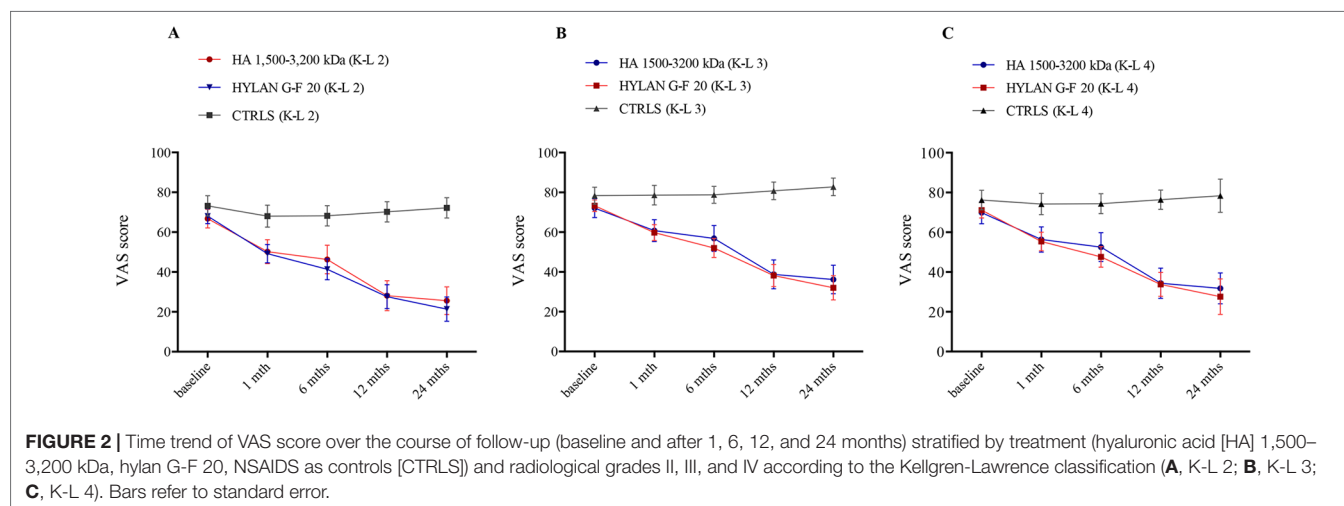 A
HA 1,500-3,200 kDa (K-L 2)
HYLAN G-F 20 (K-L 2)
CTRLS (K-L 2)
100
80
60
40
20
0
VAS score
baseline
1 mth
6 mths
12 mths
24 mths
B
HA 1500-3200 kDa (K-L 3)
HYLAN G-F 20 (K-L 3)
CTRLS (K-L 3)
100
80
60
40
20
0
VAS score
baseline
1 mth
6 mths
12 mths
24 mths
C
HA 1500-3200 kDa (K-L 4)
HYLAN G-F 20 (K-L 4)
CTRLS (K-L 4)
100
80
60
40
20
0
VAS score
baseline
1 mth
6 mths
12 mths
24 mths
FIGURE 2 | Time trend of VAS score over the course of follow-up (baseline and after 1, 6, 12, and 24 months) stratified by treatment (hyaluronic acid [HA] 1,500–
3,200 kDa, hylan G-F 20, NSAIDS as controls [CTRLS]) and radiological grades II, III, and IV according to the Kellgren-Lawrence classification (A, K-L 2; B, K-L 3;
C, K-L 4). Bars refer to standard error.